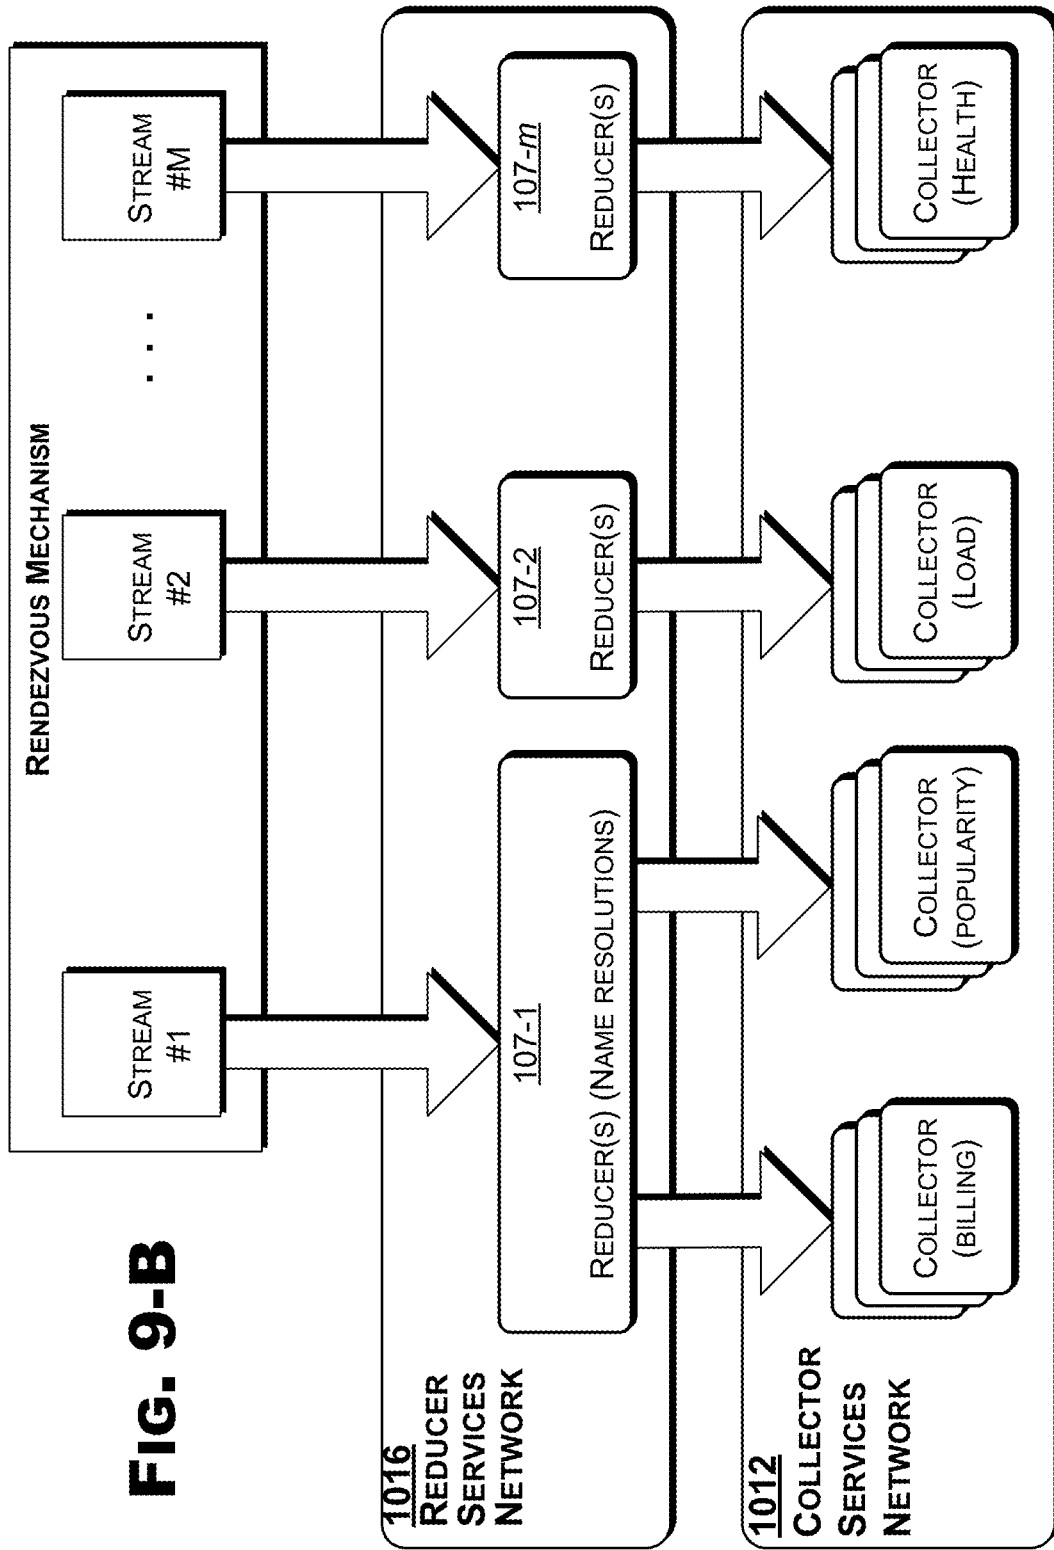 FIG. 9-B
RENDEZVOUS MECHANISM
STREAM
#1
STREAM
#2
. . .
STREAM
#M
1016
REDUCER
SERVICES
NETWORK
107-1
REDUCER(S) (NAME RESOLUTIONS)
107-2
REDUCER(S)
107-m
REDUCER(S)
1012
COLLECTOR
SERVICES
NETWORK
COLLECTOR
(BILLING)
COLLECTOR
(POPULARITY)
COLLECTOR
(LOAD)
COLLECTOR
(HEALTH)